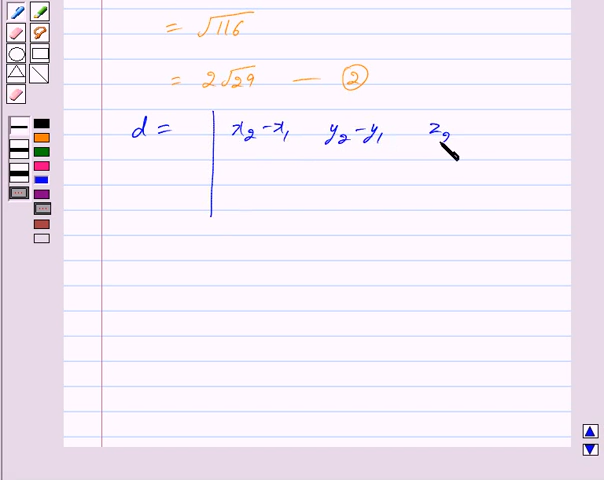 = √116
= 2√29 — ②
d = | x₂-x₁ y₂-y₁ z₂